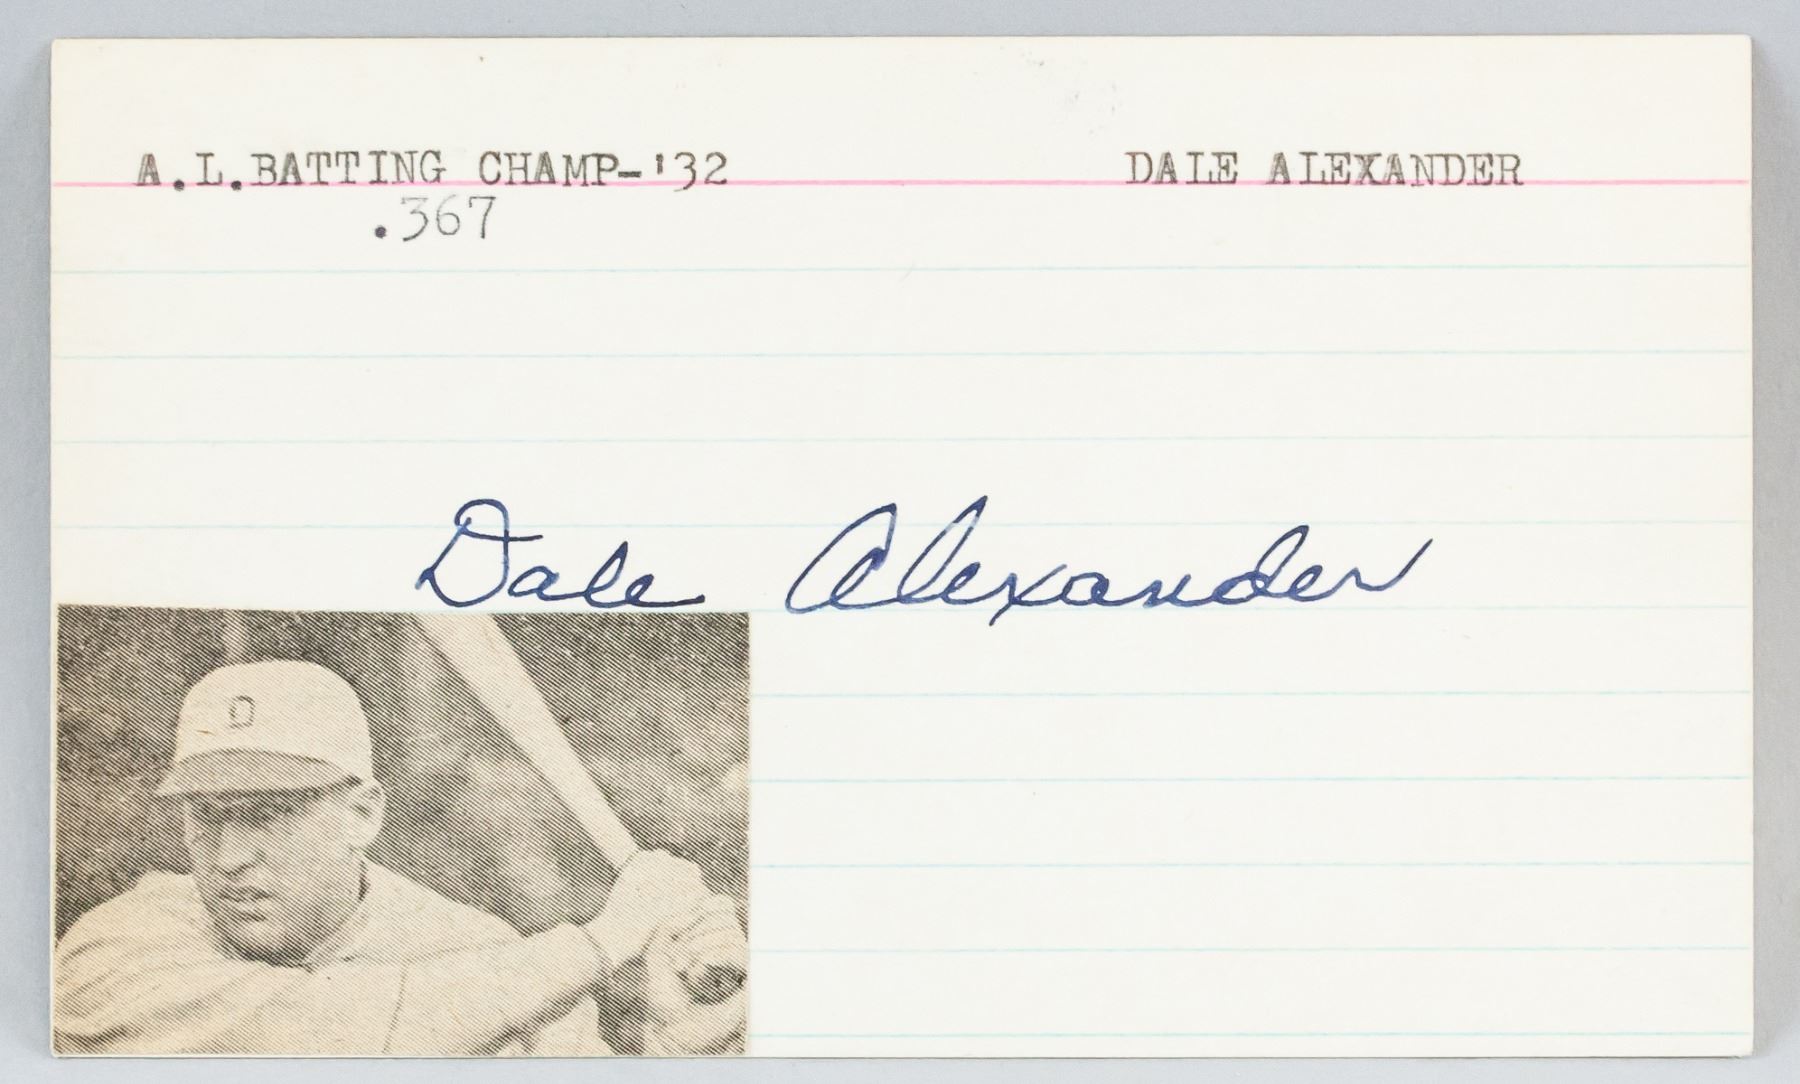 A.L.BATTING CHAMP-'32 DALE ALEXANDER
.367
Dale Alexander
D